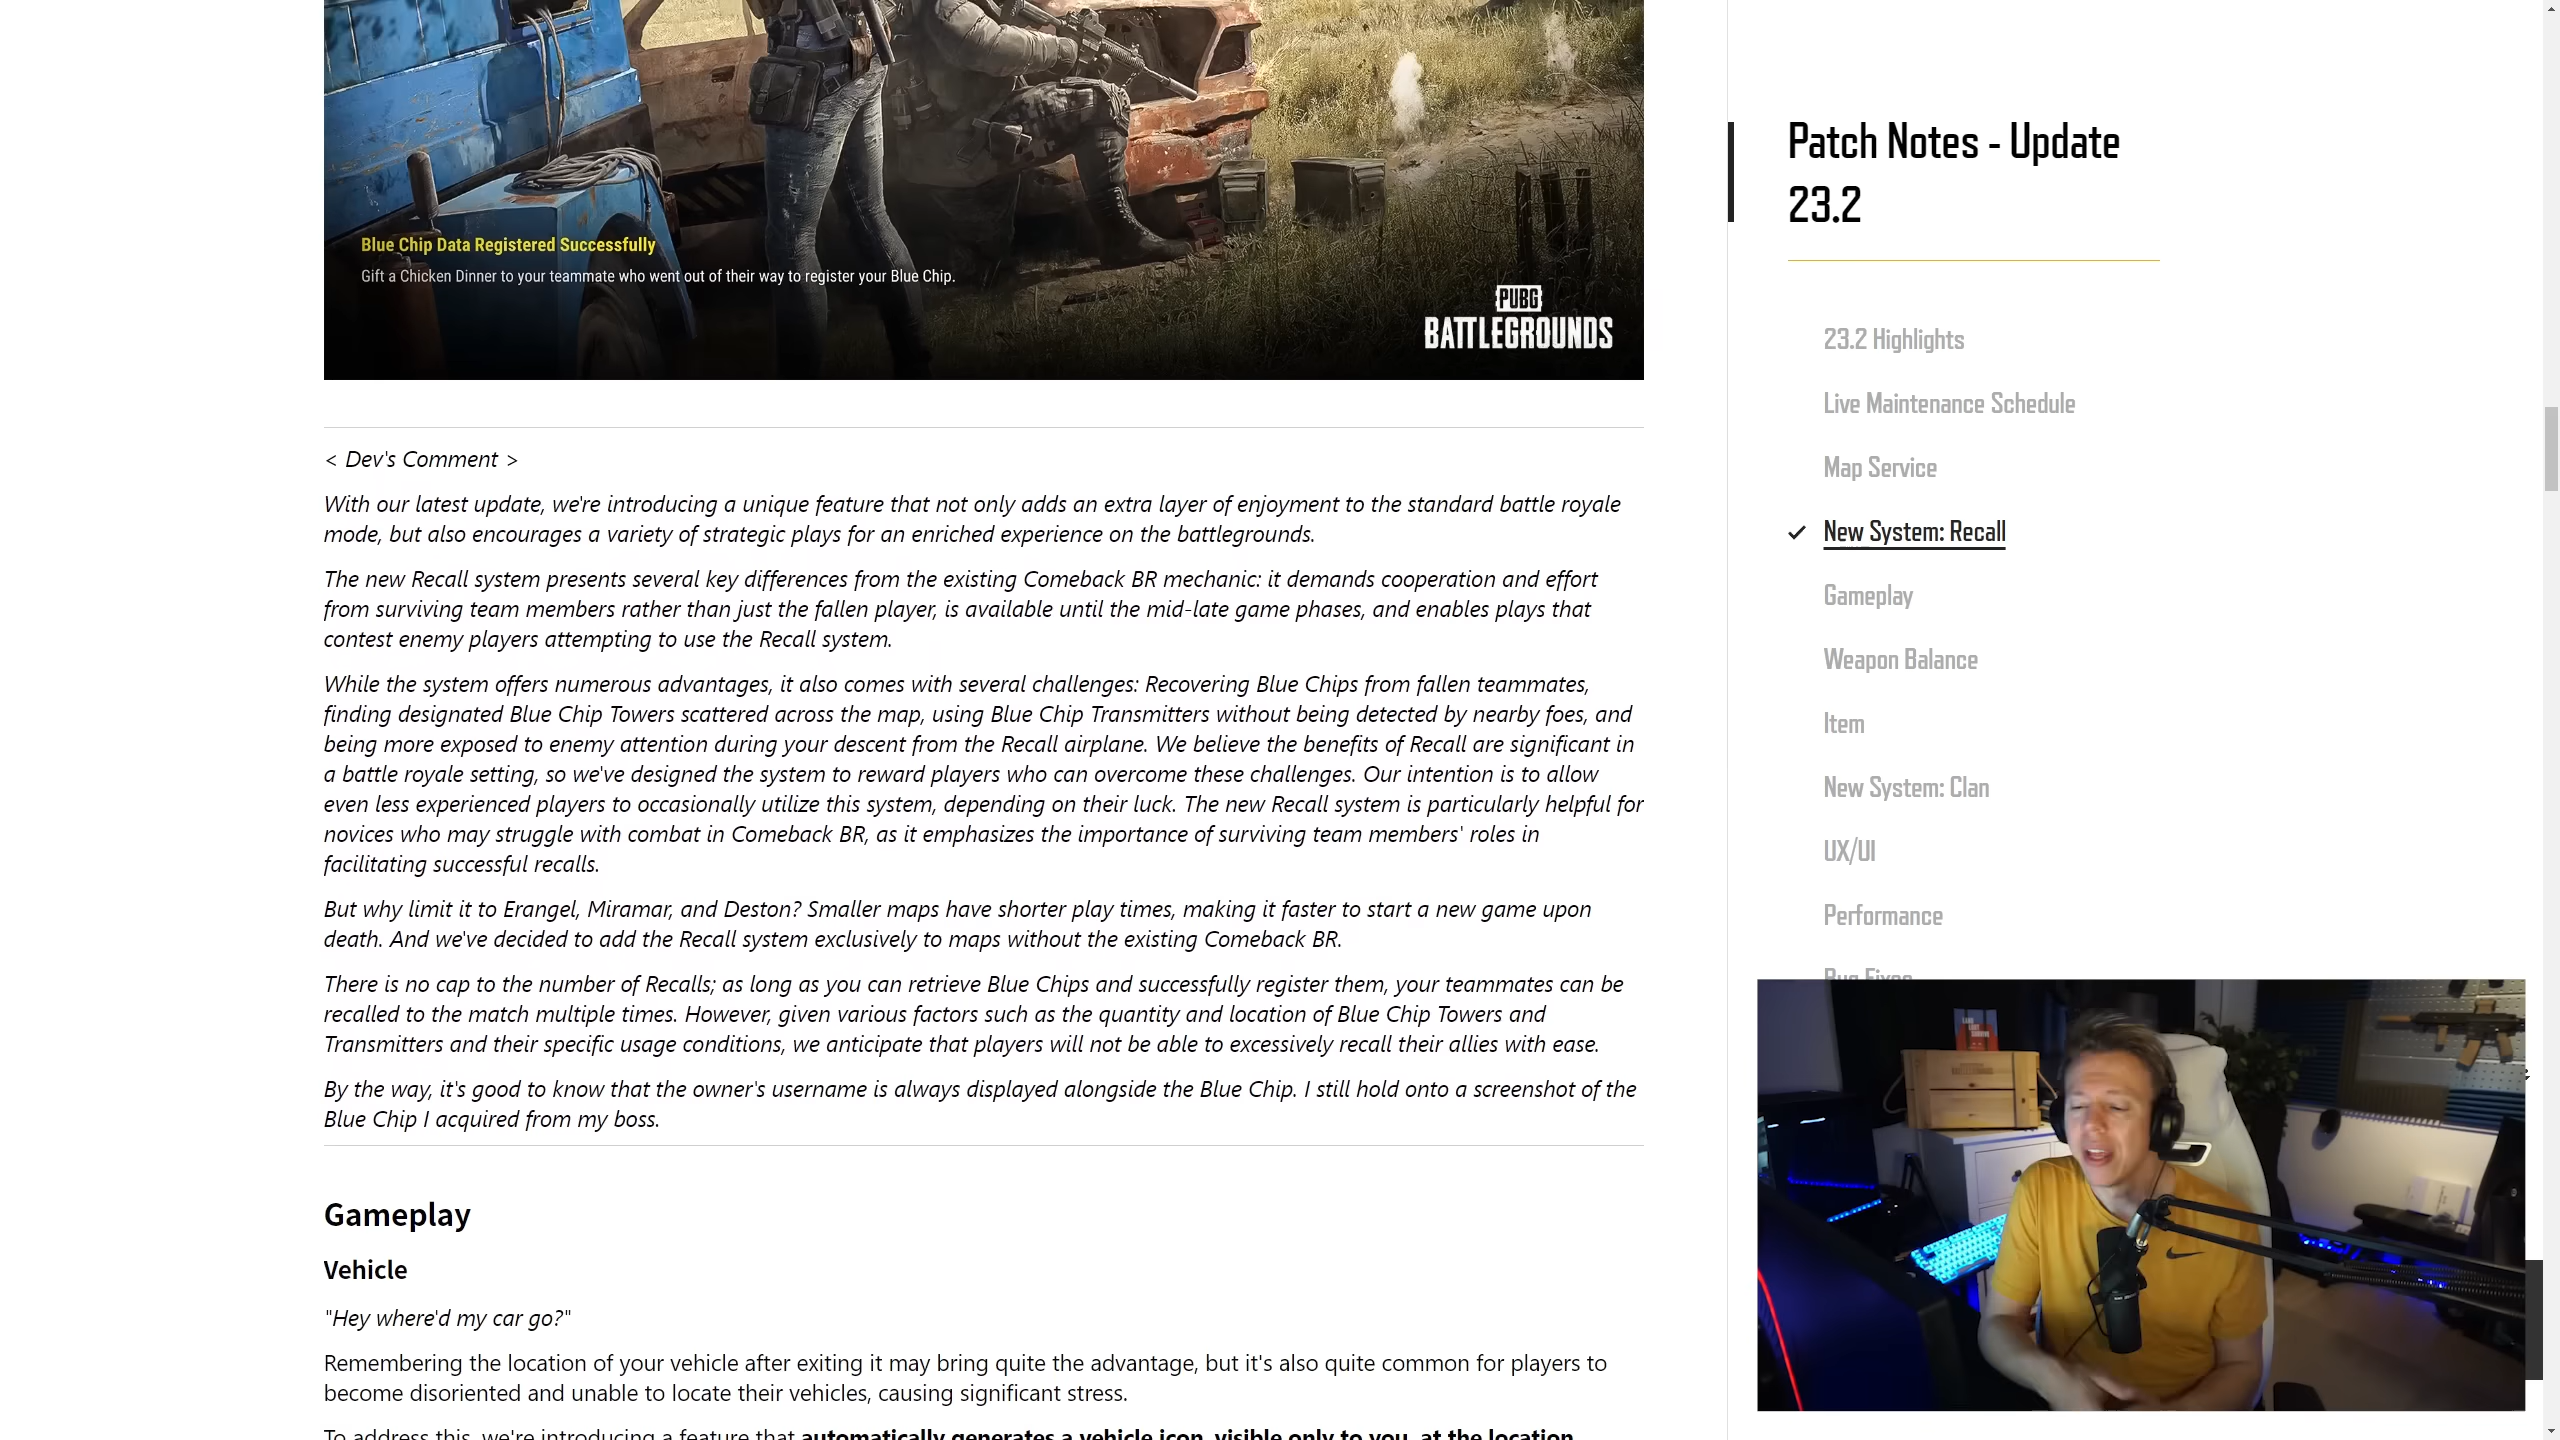 Blue Chip Data Registered Successfully
Gift a Chicken Dinner to your teammate who went out of their way to register your Blue Chip.
PUBG
BATTLEGROUNDS
< Dev's Comment >
With our latest update, we're introducing a unique feature that not only adds an extra layer of enjoyment to the standard battle royale
mode, but also encourages a variety of strategic plays for an enriched experience on the battlegrounds.
The new Recall system presents several key differences from the existing Comeback BR mechanic: it demands cooperation and effort
from surviving team members rather than just the fallen player, is available until the mid-late game phases, and enables plays that
contest enemy players attempting to use the Recall system.
While the system offers numerous advantages, it also comes with several challenges: Recovering Blue Chips from fallen teammates,
finding designated Blue Chip Towers scattered across the map, using Blue Chip Transmitters without being detected by nearby foes, and
being more exposed to enemy attention during your descent from the Recall airplane. We believe the benefits of Recall are significant in
a battle royale setting, so we've designed the system to reward players who can overcome these challenges. Our intention is to allow
even less experienced players to occasionally utilize this system, depending on their luck. The new Recall system is particularly helpful for
novices who may struggle with combat in Comeback BR, as it emphasizes the importance of surviving team members' roles in
facilitating successful recalls.
But why limit it to Erangel, Miramar, and Deston? Smaller maps have shorter play times, making it faster to start a new game upon
death. And we've decided to add the Recall system exclusively to maps without the existing Comeback BR.
There is no cap to the number of Recalls; as long as you can retrieve Blue Chips and successfully register them, your teammates can be
recalled to the match multiple times. However, given various factors such as the quantity and location of Blue Chip Towers and
Transmitters and their specific usage conditions, we anticipate that players will not be able to excessively recall their allies with ease.
By the way, it's good to know that the owner's username is always displayed alongside the Blue Chip. I still hold onto a screenshot of the
Blue Chip I acquired from my boss.
Gameplay
Vehicle
"Hey where'd my car go?"
Remembering the location of your vehicle after exiting it may bring quite the advantage, but it's also quite common for players to
become disoriented and unable to locate their vehicles, causing significant stress.
To address this, we're introducing a feature that automatically generates a vehicle icon, visible only to you, at the location
Patch Notes - Update
23.2
23.2 Highlights
Live Maintenance Schedule
Map Service
New System: Recall
Gameplay
Weapon Balance
Item
New System: Clan
UX/UI
Performance
Bug Fixes